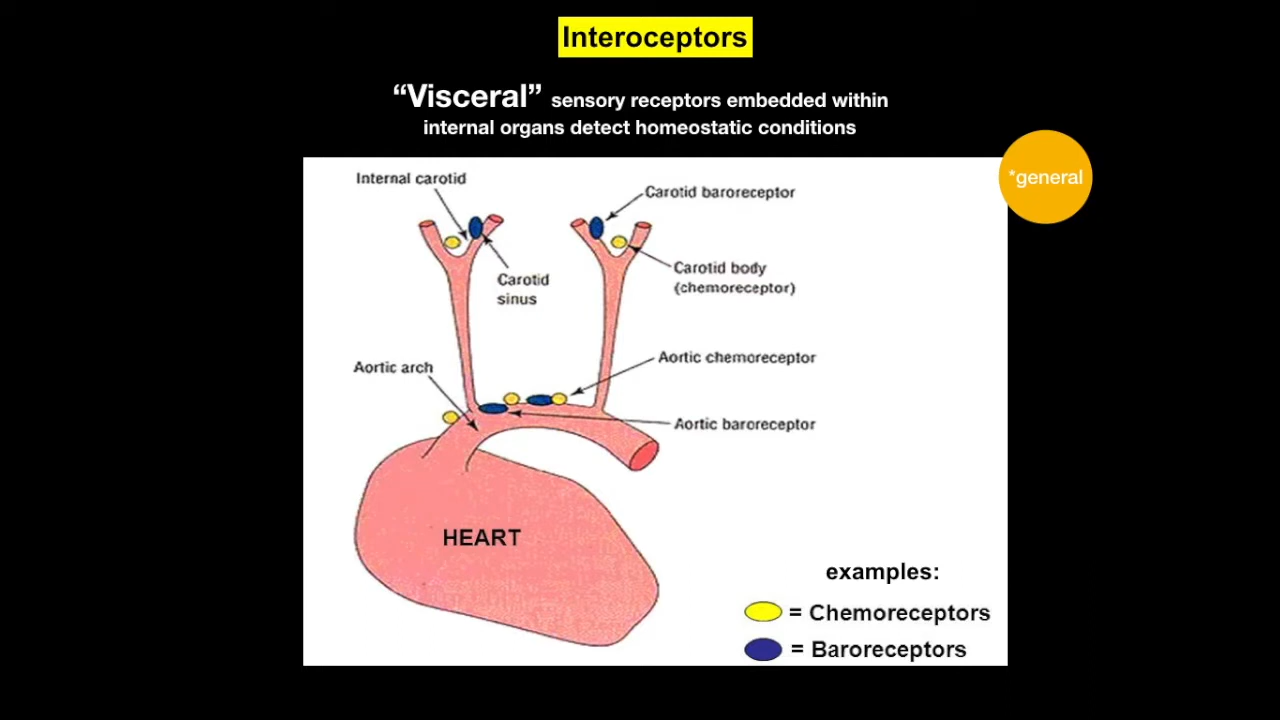 Interoceptors
“Visceral” sensory receptors embedded within
internal organs detect homeostatic conditions
*general
Internal carotid
Carotid baroreceptor
Carotid
sinus
Carotid body
(chemoreceptor)
Aortic arch
Aortic chemoreceptor
Aortic baroreceptor
HEART
examples:
= Chemoreceptors
= Baroreceptors